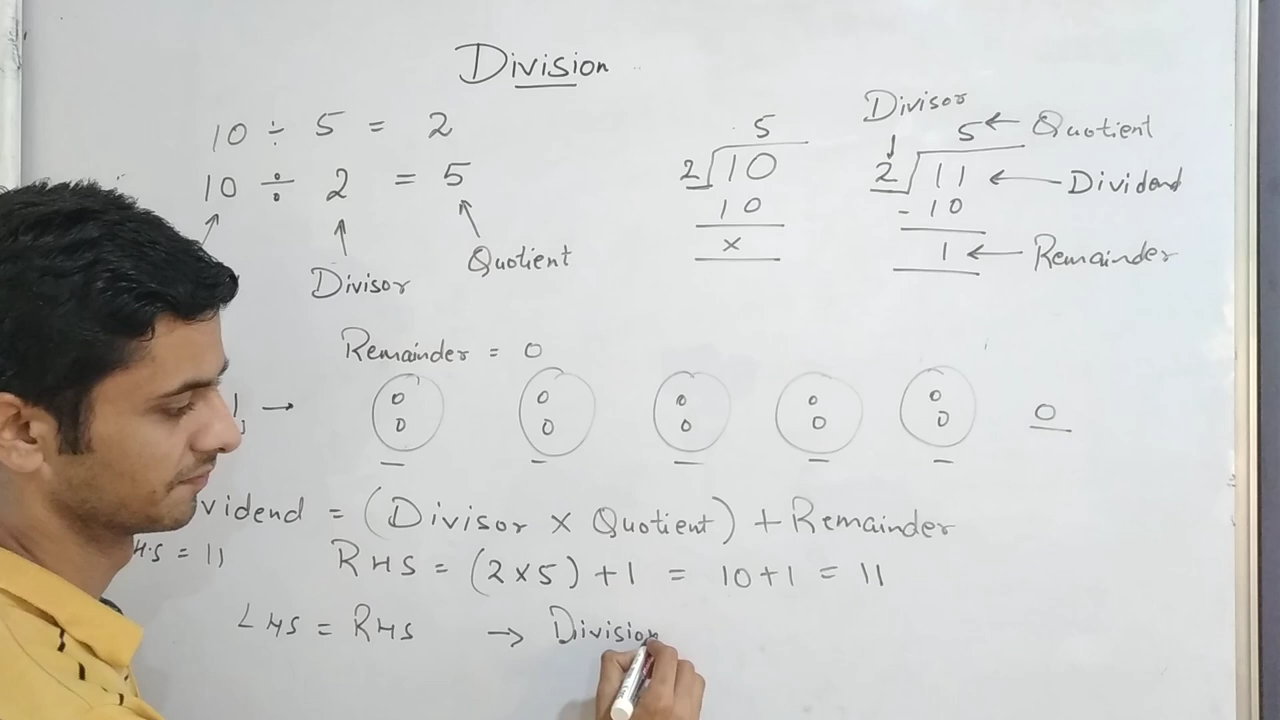 Division
10 ÷ 5 = 2
10 ÷ 2 = 5
Divisor
Quotient
5
2 10
10
x
Divisor
5 ← Quotient
2 11 ← Dividend
- 10
1 ← Remainder
Remainder = 0
→ 0 0 0 0 0 0 0 0 0 0 0
vidend = (Divisor x Quotient) + Remainder
H.S = 11 RHS = (2 x 5) + 1 = 10 + 1 = 11
LHS = RHS → Division